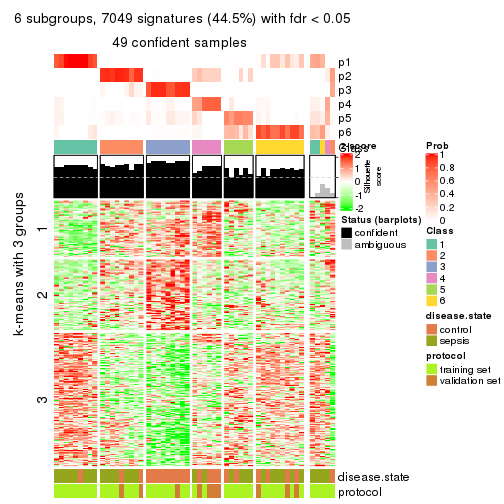 6 subgroups, 7049 signatures (44.5%) with fdr < 0.05
49 confident samples
p1
p2
p3
p4
p5
p6
Class
Silhouette
score
z-score
2
1
0
-1
-2
k-means with 3 groups
1
2
3
Status (barplots)
confident
ambiguous
Prob
1
0.8
0.6
0.4
0.2
0
Class
1
2
3
4
5
6
disease.state
control
sepsis
protocol
training set
validation set
disease.state
protocol